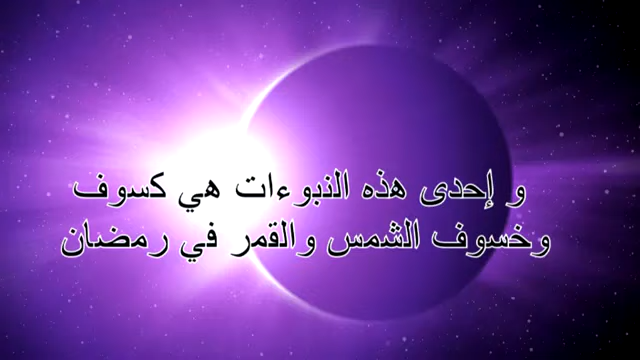 و إحدى هذه النبوءات هي كسوف
وخسوف الشمس والقمر في رمضان